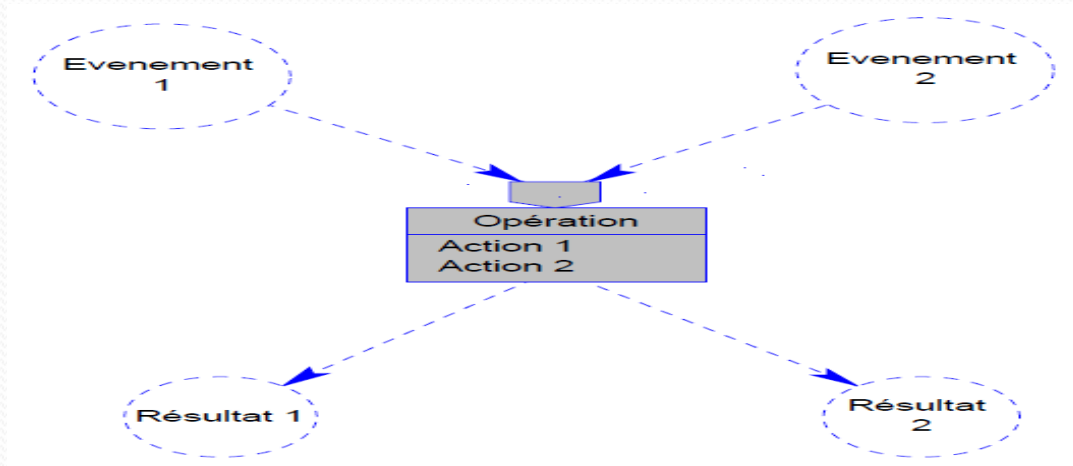 Evenement
1
Evenement
2
Opération
Action 1
Action 2
Résultat 1
Résultat
2